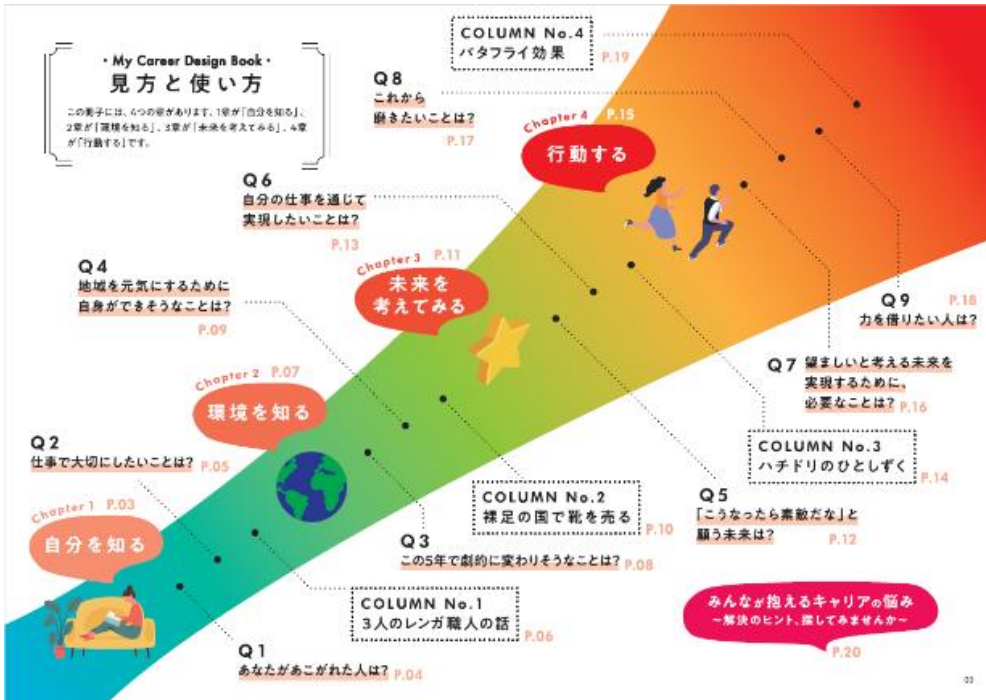 ・My Career Design Book・
見方と使い方
この冊子には、4つの章があります。1章が「自分を知る」、
2章が「環境を知る」、3章が「未来を考えてみる」、4章
が「行動する」です。
Chapter 1 P.03
自分を知る
Q1
あなたがあこがれた人は? P.04
Q2
仕事で大切にしたいことは? P.05
COLUMN No.1
3人のレンガ職人の話
P.06
Chapter 2 P.07
環境を知る
Q3
この5年で劇的に変わりそうなことは? P.08
Q4
地域を元気にするために
自身ができそうなことは?
P.09
COLUMN No.2
裸足の国で靴を売る
P.10
Chapter 3 P.11
未来を
考えてみる
Q5
「こうなったら素敵だな」と
願う未来は?
P.12
Q6
自分の仕事を通じて
実現したいことは?
P.13
COLUMN No.3
ハチドリのひとしずく
P.14
Chapter 4 P.15
行動する
Q7 望ましいと考える未来を
実現するために、
必要なことは? P.16
Q8
これから
磨きたいことは?
P.17
Q9 P.18
力を借りたい人は?
COLUMN No.4
バタフライ効果
P.19
みんなが抱えるキャリアの悩み
~解決のヒント、探してみませんか~
P.20